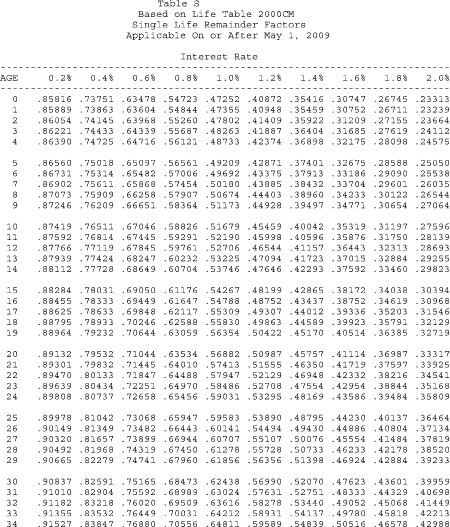 Table S
Based on Life Table 2000CM
Single Life Remainder Factors
Applicable On or After May 1, 2009
Interest Rate
AGE 0.2% 0.4% 0.6% 0.8% 1.0% 1.2% 1.4% 1.6% 1.8% 2.0%
0 .85816 .73751 .63478 .54723 .47252 .40872 .35416 .30747 .26745 .23313
1 .85889 .73863 .63604 .54844 .47355 .40948 .35459 .30752 .26711 .23239
2 .86054 .74145 .63968 .55260 .47802 .41409 .35922 .31209 .27155 .23664
3 .86221 .74433 .64339 .55687 .48263 .41887 .36404 .31685 .27619 .24112
4 .86390 .74725 .64716 .56121 .48733 .42374 .36898 .32175 .28098 .24575
5 .86560 .75018 .65097 .56561 .49209 .42871 .37401 .32675 .28588 .25050
6 .86731 .75314 .65482 .57006 .49692 .43375 .37913 .33186 .29090 .25538
7 .86902 .75611 .65868 .57454 .50180 .43885 .38432 .33704 .29601 .26035
8 .87073 .75909 .66258 .57907 .50674 .44403 .38960 .34233 .30122 .26544
9 .87246 .76209 .66651 .58364 .51173 .44928 .39497 .34771 .30654 .27064
10 .87419 .76511 .67046 .58826 .51679 .45459 .40042 .35319 .31197 .27596
11 .87592 .76814 .67445 .59291 .52190 .45998 .40596 .35876 .31750 .28139
12 .87766 .77119 .67845 .59761 .52706 .46544 .41157 .36443 .32313 .28693
13 .87939 .77424 .68247 .60232 .53225 .47094 .41723 .37015 .32884 .29255
14 .88112 .77728 .68649 .60704 .53746 .47646 .42293 .37592 .33460 .29823
15 .88284 .78031 .69050 .61176 .54267 .48199 .42865 .38172 .34038 .30394
16 .88455 .78333 .69449 .61647 .54788 .48752 .43437 .38752 .34619 .30968
17 .88625 .78633 .69848 .62117 .55309 .49307 .44012 .39336 .35203 .31546
18 .88795 .78933 .70246 .62588 .55830 .49863 .44589 .39923 .35791 .32129
19 .88964 .79232 .70644 .63059 .56354 .50422 .45170 .40514 .36385 .32719
20 .89132 .79532 .71044 .63534 .56882 .50987 .45757 .41114 .36987 .33317
21 .89301 .79832 .71445 .64010 .57413 .51555 .46350 .41719 .37597 .33925
22 .89470 .80133 .71847 .64488 .57947 .52129 .46948 .42332 .38216 .34541
23 .89639 .80434 .72251 .64970 .58486 .52708 .47554 .42954 .38844 .35168
24 .89808 .80737 .72658 .65456 .59031 .53295 .48169 .43586 .39484 .35809
25 .89978 .81042 .73068 .65947 .59583 .53890 .48795 .44230 .40137 .36464
26 .90149 .81349 .73482 .66443 .60141 .54494 .49430 .44886 .40804 .37134
27 .90320 .81657 .73899 .66944 .60707 .55107 .50076 .45554 .41484 .37819
28 .90492 .81968 .74319 .67450 .61278 .55728 .50733 .46233 .42178 .38520
29 .90665 .82279 .74741 .67960 .61856 .56356 .51398 .46924 .42884 .39233
30 .90837 .82591 .75165 .68473 .62438 .56990 .52070 .47623 .43601 .39959
31 .91010 .82904 .75592 .68989 .63024 .57631 .52751 .48333 .44329 .40698
32 .91182 .83218 .76020 .69509 .63616 .58278 .53440 .49052 .45068 .41449
33 .91355 .83532 .76449 .70031 .64212 .58931 .54137 .49780 .45818 .42213
34 .91527 .83847 .76880 .70556 .64811 .59589 .54839 .50516 .46578 .42988